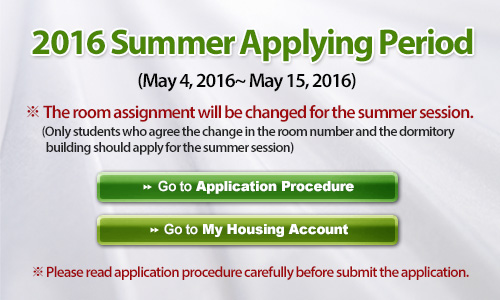 2016 Summer Applying Period
(May 4, 2016~ May 15, 2016)
※ The room assignment will be changed for the summer session.
(Only students who agree the change in the room number and the dormitory
building should apply for the summer session)
Go to Application Procedure
Go to My Housing Account
※ Please read application procedure carefully before submit the application.